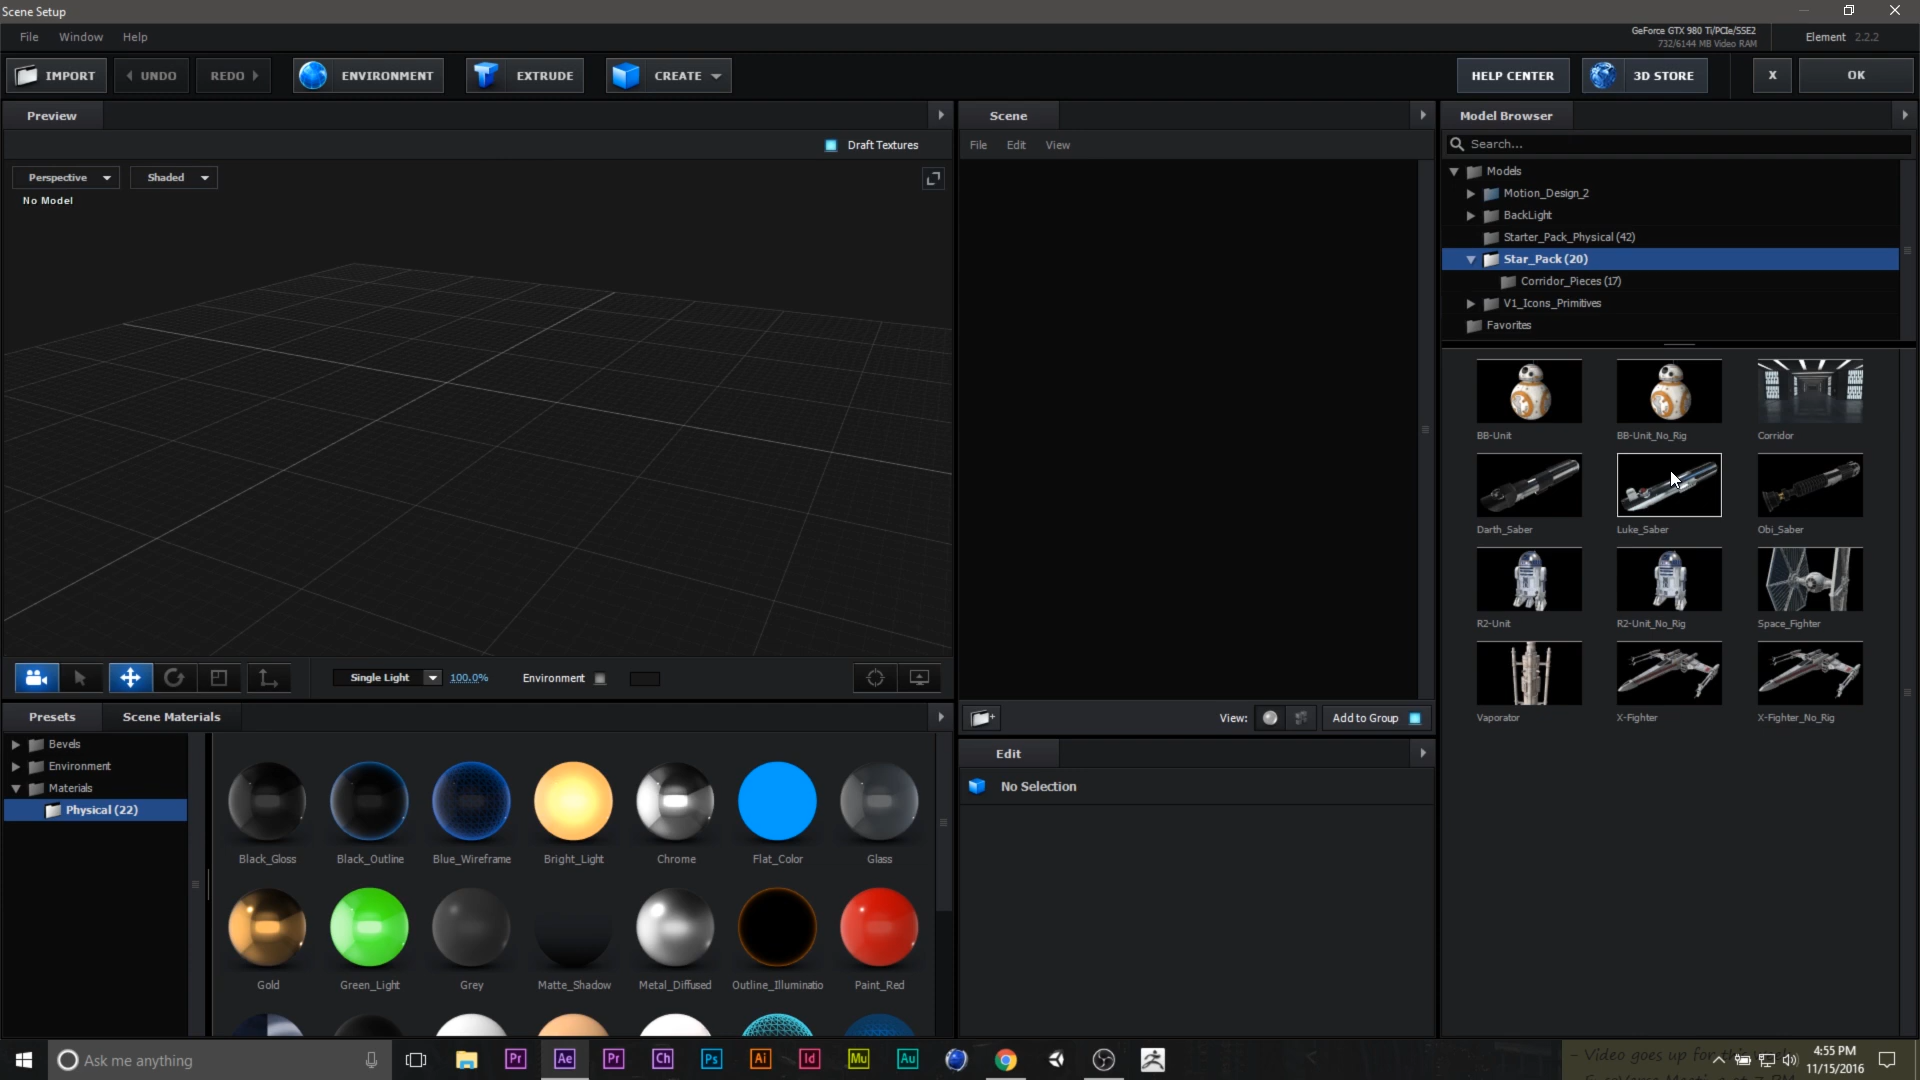 Scene Setup
File Window Help
GeForce GTX 980 Ti/PCIe/SSE2
732/6144 MB Video RAM
Element 2.2.2
IMPORT UNDO REDO ENVIRONMENT EXTRUDE CREATE HELP CENTER 3D STORE X OK
Preview
Draft Textures
Perspective Shaded
No Model
Scene
File Edit View
Model Browser
Search...
Models
Motion_Design_2
BackLight
Starter_Pack_Physical (42)
Star_Pack (20)
Corridor_Pieces (17)
V1_Icons_Primitives
Favorites
BB-Unit BB-Unit_No_Rig Corridor
Darth_Saber Luke_Saber Obi_Saber
R2-Unit R2-Unit_No_Rig Space_Fighter
Vaporator X-Fighter X-Fighter_No_Rig
Single Light 100.0% Environment
View: Add to Group
Edit
No Selection
Presets Scene Materials
Bevels
Environment
Materials
Physical (22)
Black_Gloss Black_Outline Blue_Wireframe Bright_Light Chrome Flat_Color Glass
Gold Green_Light Grey Matte_Shadow Metal_Diffused Outline_Illuminatio Paint_Red
Ask me anything
Pr Ae Pr Ch Ps Ai Id Mu Au
- Video goes up for
4:55 PM
11/15/2016